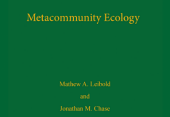 Metacommunity Ecology
Mathew A. Leibold
and
Jonathan M. Chase